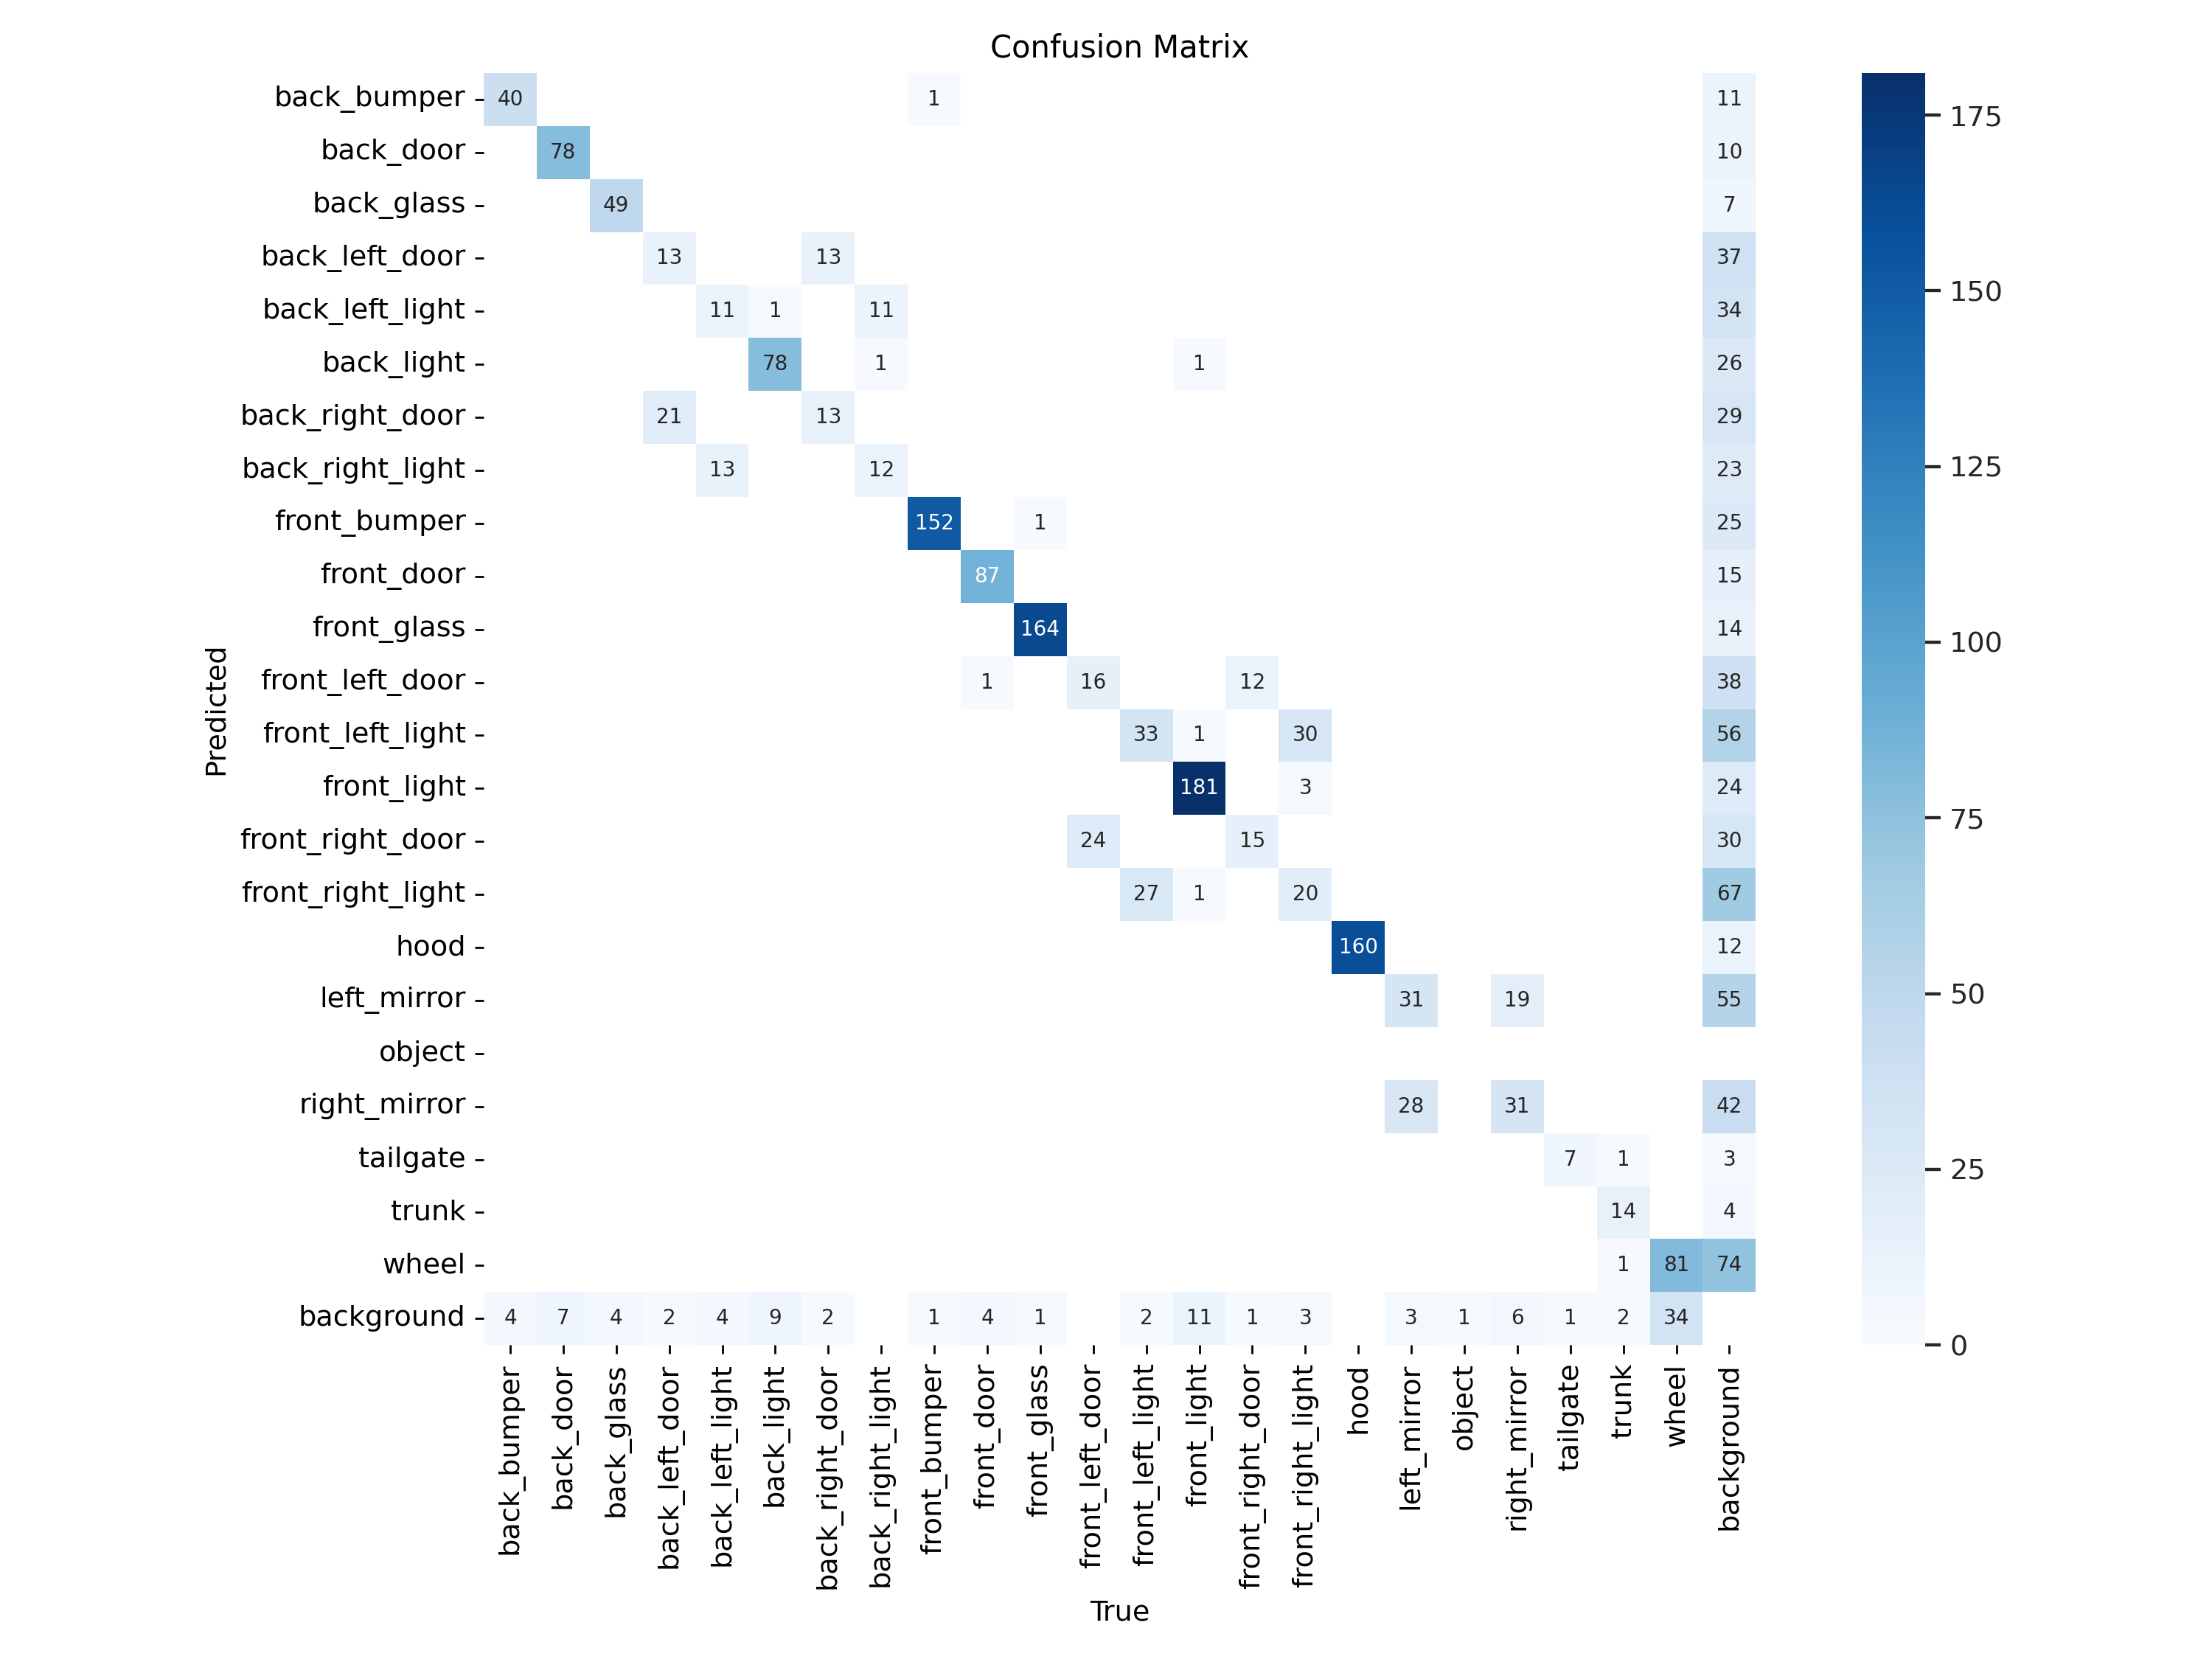 Confusion Matrix
back_bumper 40 1 11
back_door 78 10
back_glass 49 7
back_left_door 13 13 37
back_left_light 11 1 11 34
back_light 78 1 1 26
back_right_door 21 13 29
back_right_light 13 12 23
front_bumper 152 1 25
front_door 87 15
front_glass 164 14
front_left_door 1 16 12 38
front_left_light 33 1 30 56
front_light 181 3 24
front_right_door 24 15 30
front_right_light 27 1 20 67
hood 160 12
left_mirror 31 19 55
object
right_mirror 28 31 42
tailgate 7 1 3
trunk 14 4
wheel 1 81 74
background 4 7 4 2 4 9 2 1 4 1 2 11 1 3 3 1 6 1 2 34
Predicted
back_bumper
back_door
back_glass
back_left_door
back_left_light
back_light
back_right_door
back_right_light
front_bumper
front_door
front_glass
front_left_door
front_left_light
front_light
front_right_door
front_right_light
hood
left_mirror
object
right_mirror
tailgate
trunk
wheel
background
True
175
150
125
100
75
50
25
0